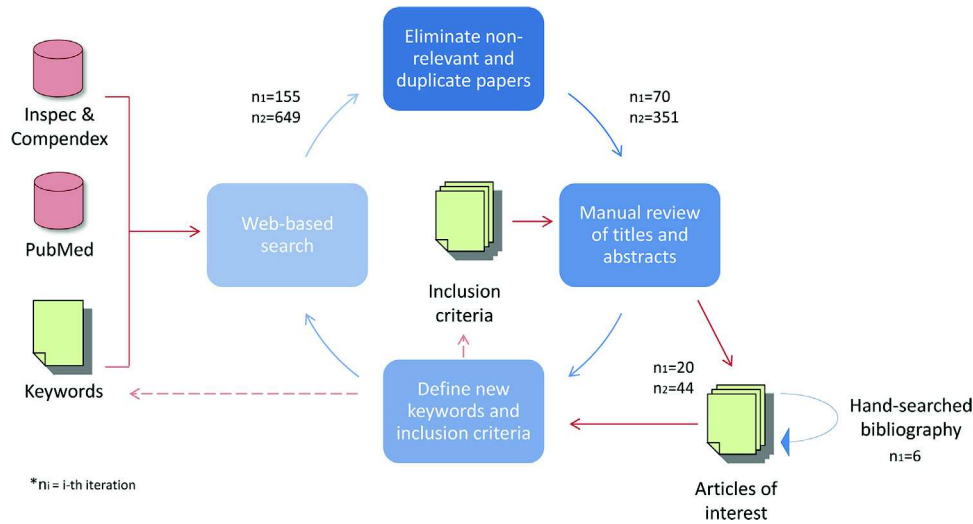 Eliminate non-
relevant and
duplicate papers
n1=155
n2=649
n1=70
n2=351
Inspec &
Compendex
PubMed
Keywords
Web-based
search
Inclusion
criteria
Manual review
of titles and
abstracts
Define new
keywords and
inclusion criteria
n1=20
n2=44
Hand-searched
bibliography
n1=6
Articles of
interest
*ni = i-th iteration